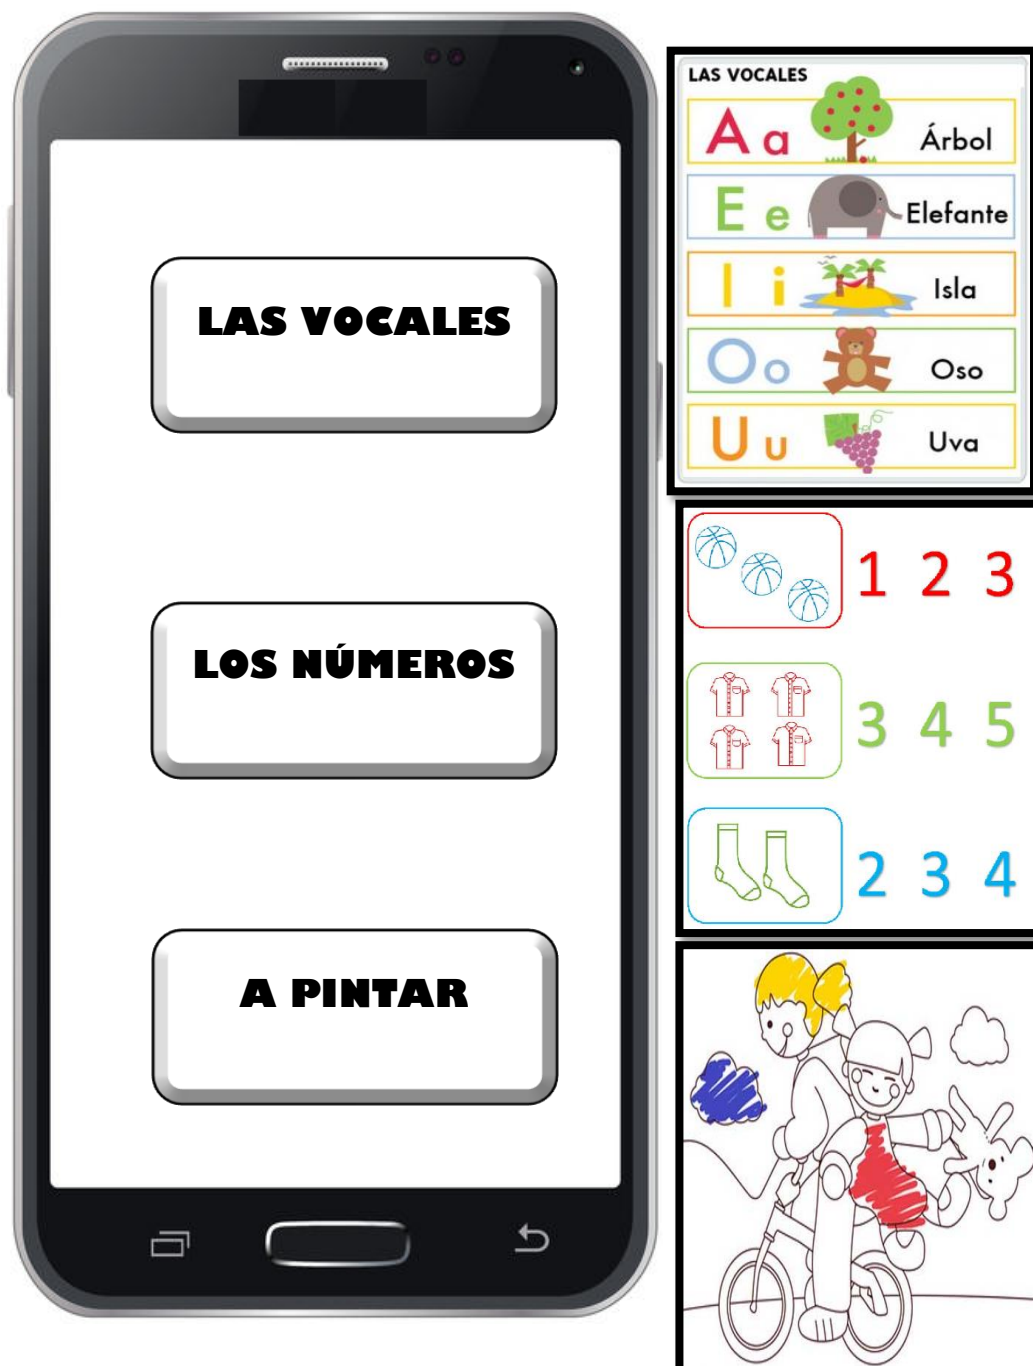 LAS VOCALES
LOS NÚMEROS
A PINTAR
LAS VOCALES
A a Árbol
E e Elefante
I i Isla
O o Oso
U u Uva
1 2 3
3 4 5
2 3 4